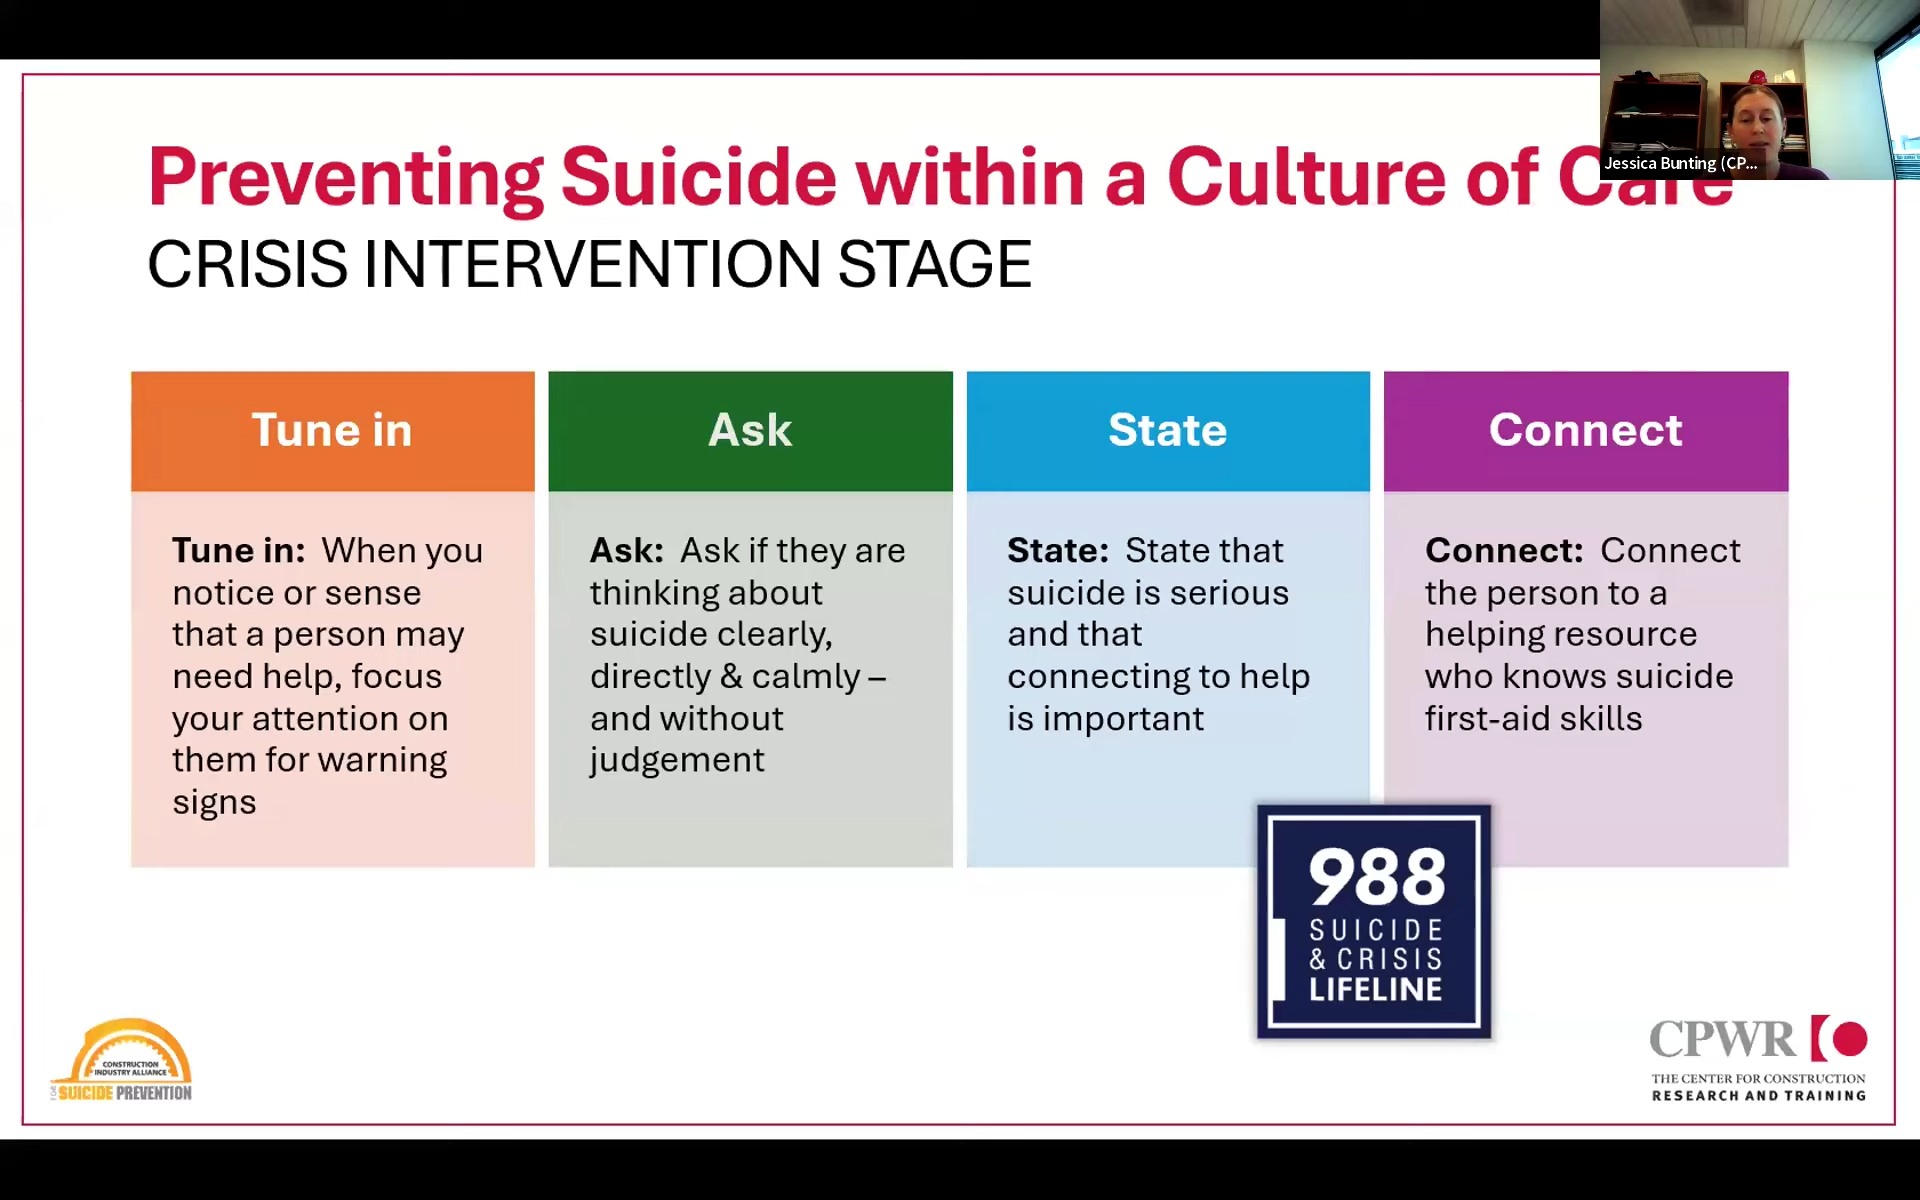 Preventing Suicide within a Culture of Care
Jessica Bunting (CP...
CRISIS INTERVENTION STAGE
Tune in
Tune in: When you
notice or sense
that a person may
need help, focus
your attention on
them for warning
signs
Ask
Ask: Ask if they are
thinking about
suicide clearly,
directly & calmly –
and without
judgement
State
State: State that
suicide is serious
and that
connecting to help
is important
Connect
Connect: Connect
the person to a
helping resource
who knows suicide
first-aid skills
988
SUICIDE
& CRISIS
LIFELINE
CONSTRUCTION
INDUSTRY ALLIANCE
FOR
SUICIDE PREVENTION
CPWR
THE CENTER FOR CONSTRUCTION
RESEARCH AND TRAINING